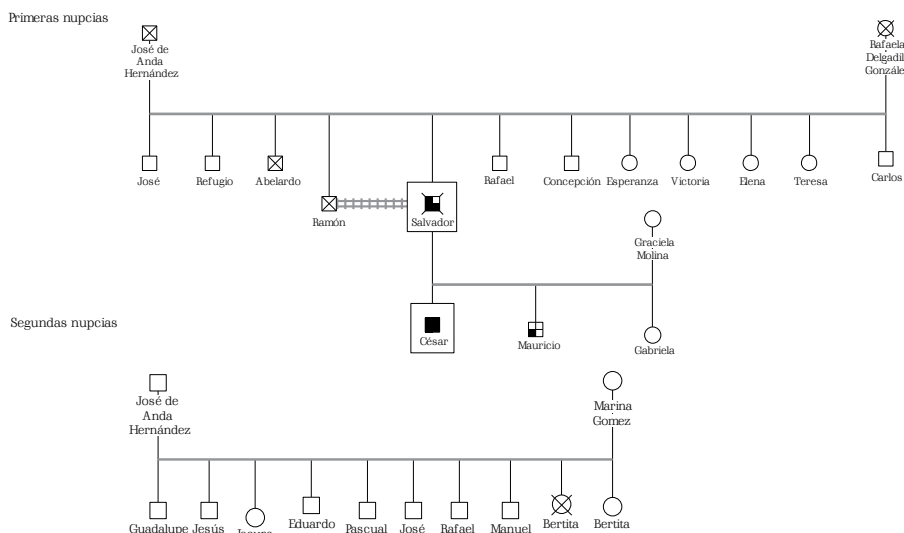 Primeras nupcias
José de
Anda
Hernández
Rafaela
Delgadil
Gonzále
José
Refugio
Abelardo
Rafael
Concepción
Esperanza
Victoria
Elena
Teresa
Carlos
Ramón
Salvador
Graciela
Molina
Segundas nupcias
César
Mauricio
Gabriela
José de
Anda
Hernández
Marina
Gomez
Guadalupe
Jesús
Eduardo
Pascual
José
Rafael
Manuel
Bertita
Bertita